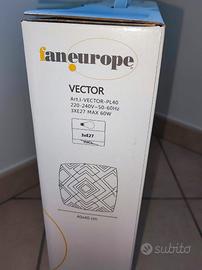 faneurope
VECTOR
Art.I-VECTOR-PL40
220-240V~50-60Hz
3XE27 MAX 60W
3xE27
40x40 cm
subito